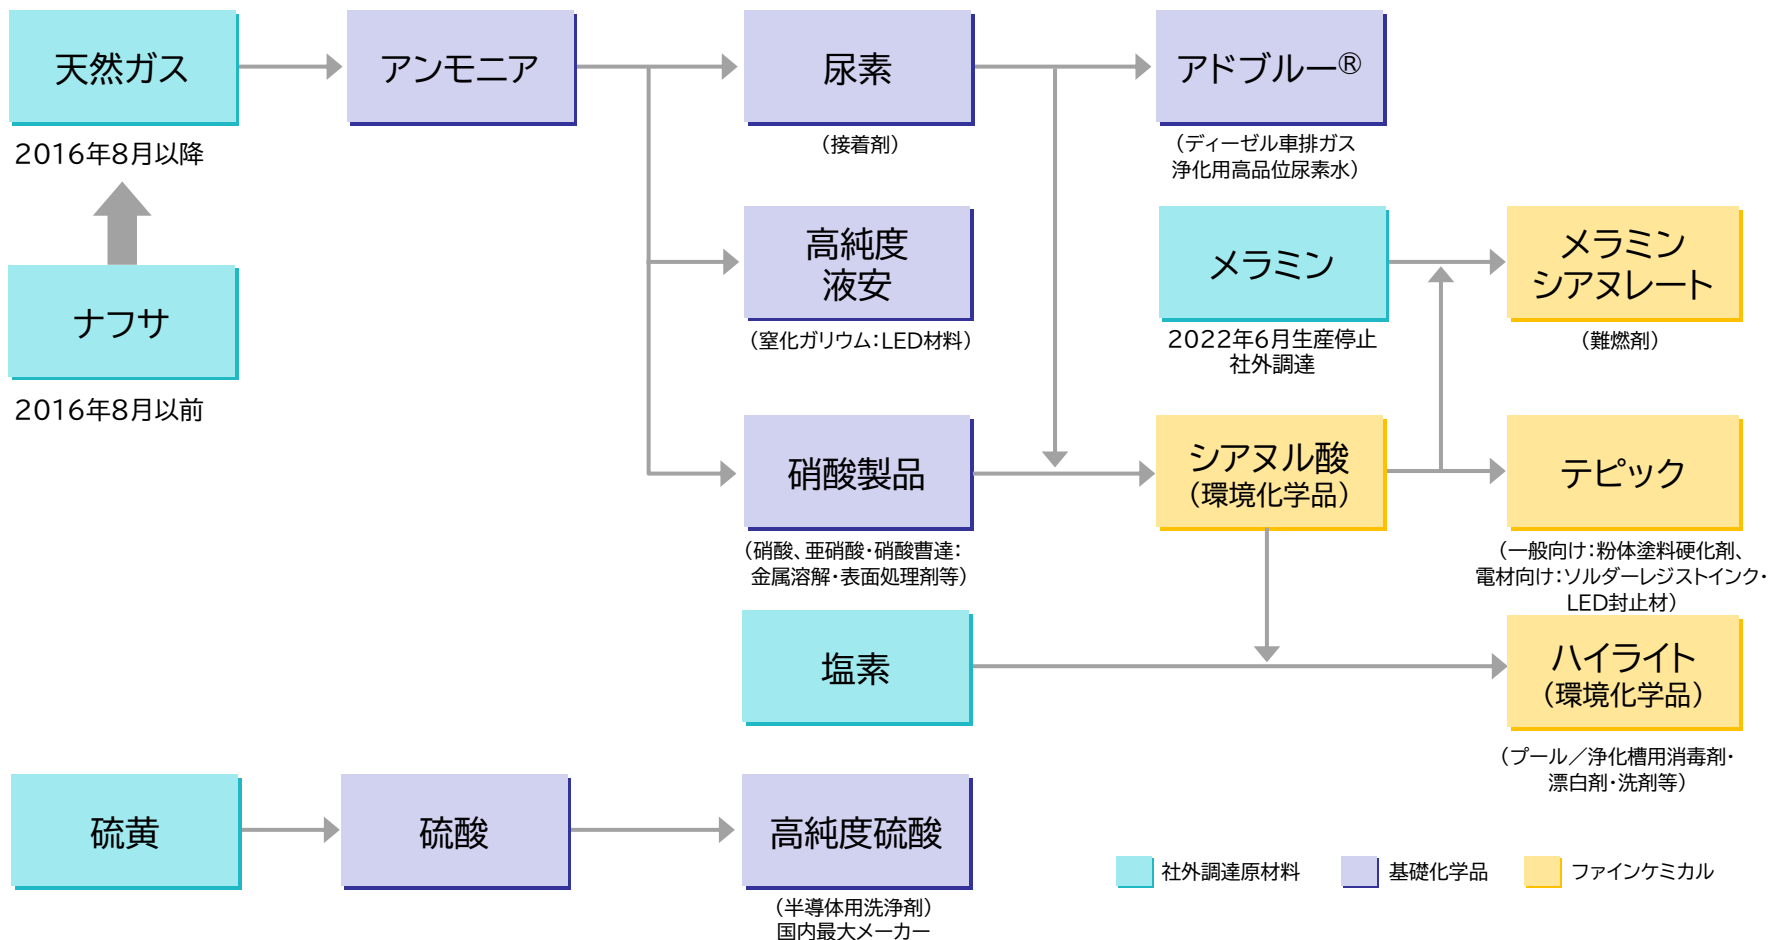 天然ガス
2016年8月以降
ナフサ
2016年8月以前
アンモニア
尿素
（接着剤）
アドブルー®
（ディーゼル車排ガス
浄化用高品位尿素水）
高純度
液安
（窒化ガリウム：LED材料）
メラミン
2022年6月生産停止
社外調達
メラミン
シアヌレート
（難燃剤）
硝酸製品
（硝酸、亜硝酸・硝酸曹達：
金属溶解・表面処理剤等）
シアヌル酸
（環境化学品）
テピック
（一般向け：粉体塗料硬化剤、
電材向け：ソルダーレジストインク・
LED封止材）
塩素
ハイライト
（環境化学品）
（プール／浄化槽用消毒剤・
漂白剤・洗剤等）
硫黄
硫酸
高純度硫酸
（半導体用洗浄剤）
国内最大メーカー
社外調達原材料
基礎化学品
ファインケミカル